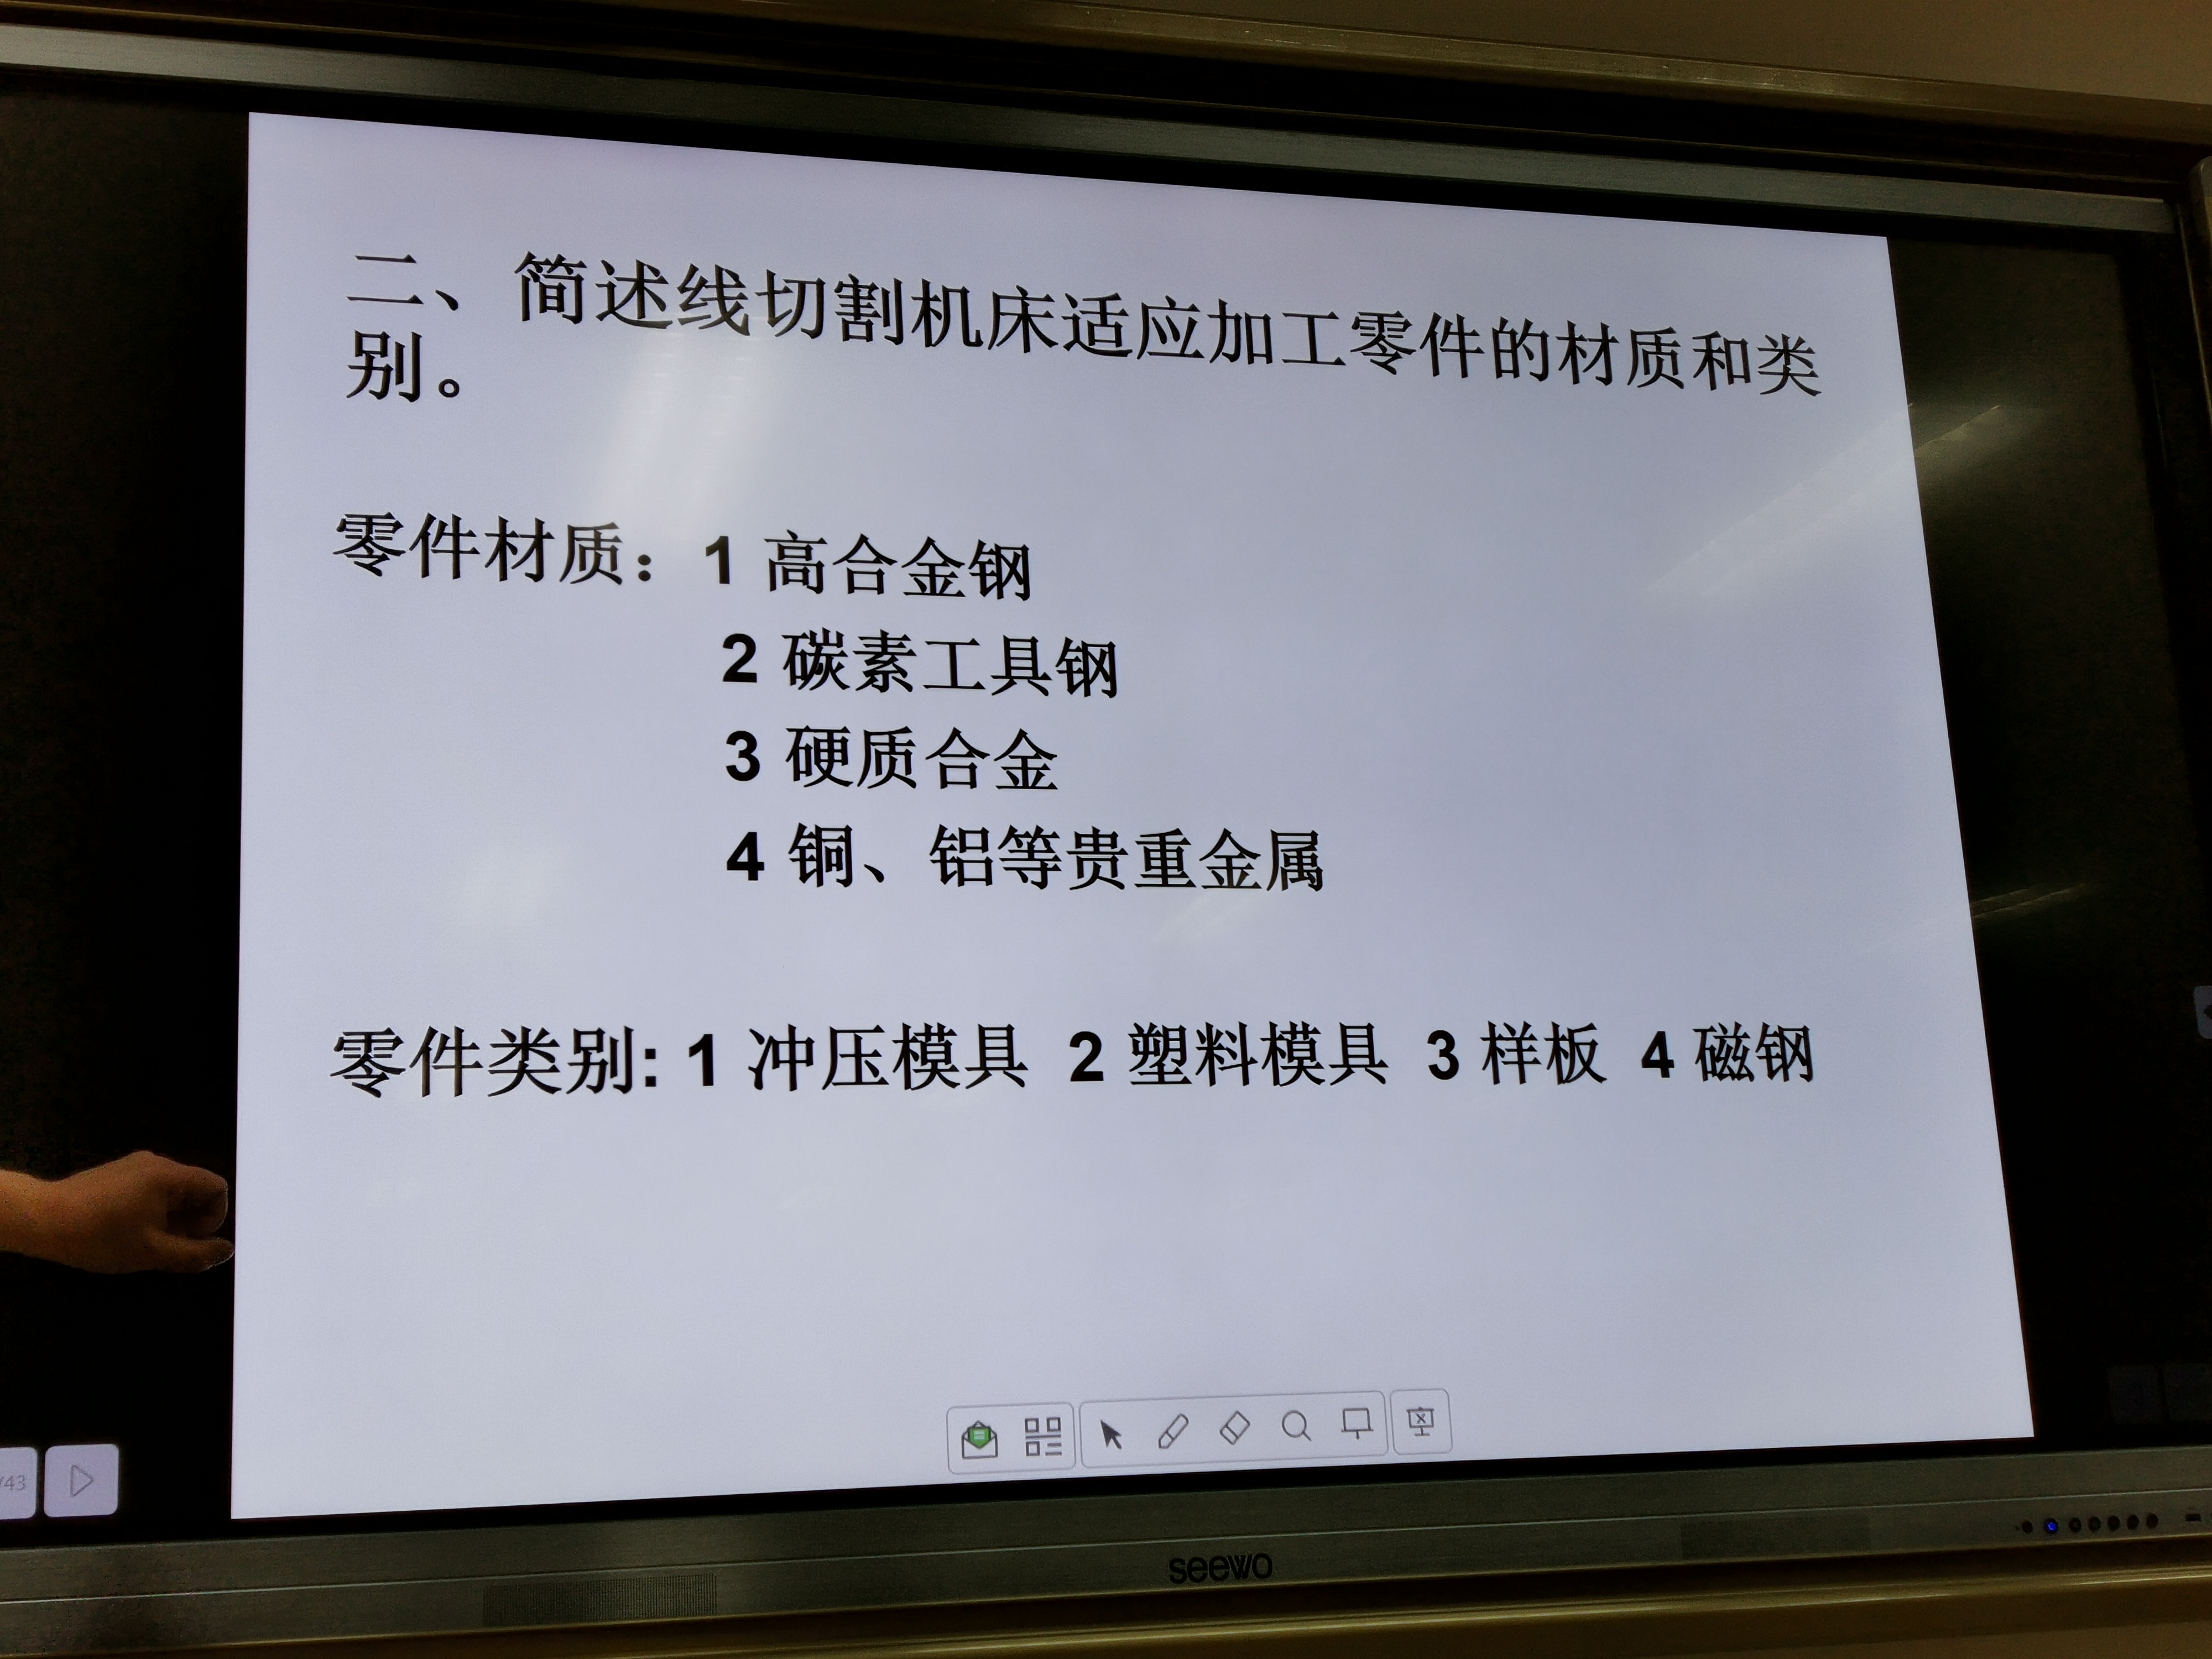 二、简述线切割机床适应加工零件的材质和类
别。
零件材质：1 高合金钢
2 碳素工具钢
3 硬质合金
4 铜、铝等贵重金属
零件类别: 1 冲压模具 2 塑料模具 3 样板 4 磁钢
/43
seewo